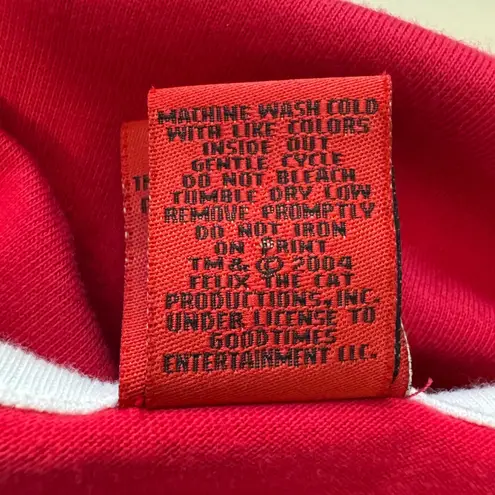 MACHINE WASH COLD
WITH LIKE COLORS
INSIDE OUT
GENTLE CYCLE
DO NOT BLEACH
TUMBLE DRY LOW
REMOVE PROMPTLY
DO NOT IRON
ON PRINT
TM & © 2004
FELIX THE CAT
PRODUCTIONS, INC.
UNDER LICENSE TO
GOODTIMES
ENTERTAINMENT LLC.